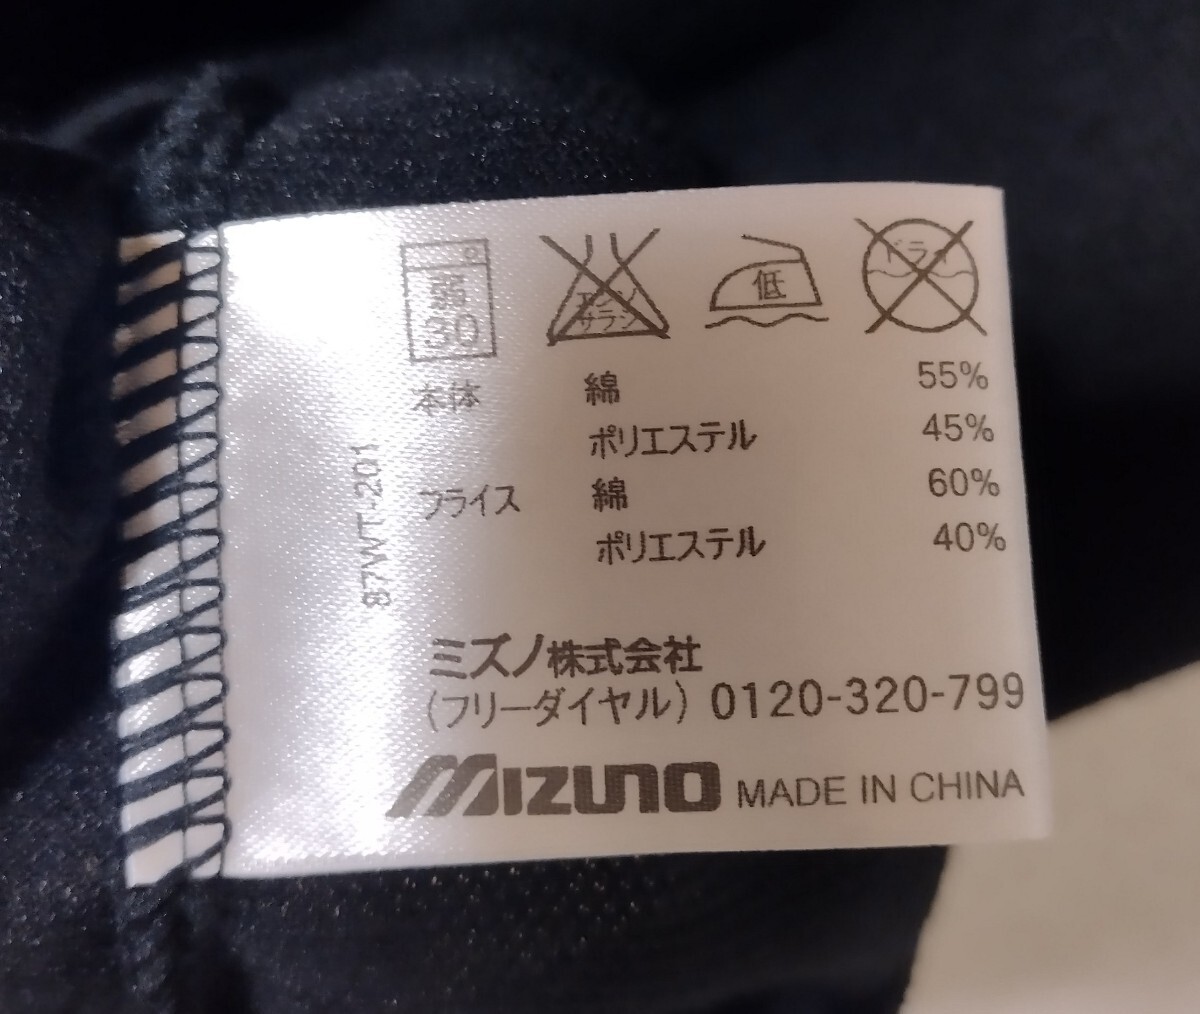 弱
30
エンソ
サラシ
低
ドライ
本体 綿 55%
ポリエステル 45%
フライス 綿 60%
ポリエステル 40%
87WT-201
ミズノ株式会社
(フリーダイヤル) 0120-320-799
MIZUNO MADE IN CHINA